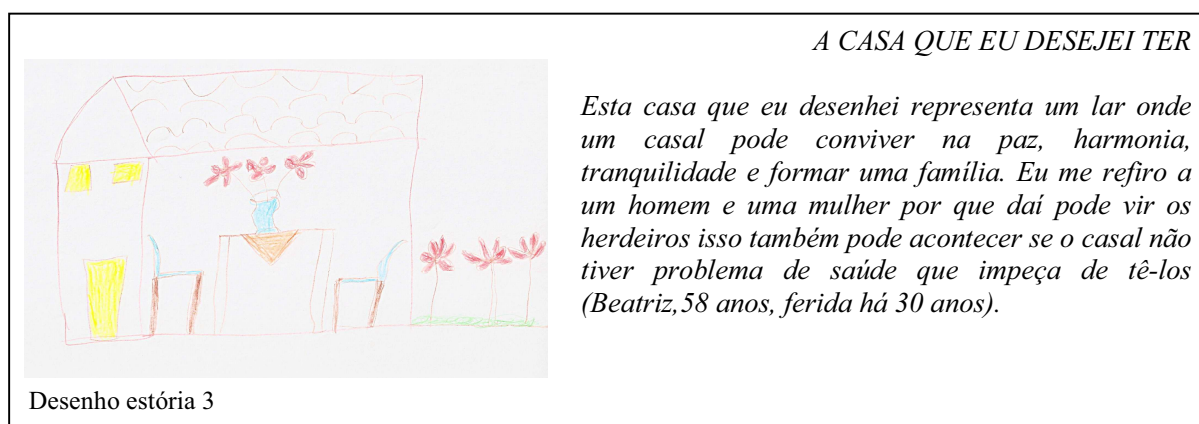 A CASA QUE EU DESEJEI TER
Esta casa que eu desenhei representa um lar onde
um casal pode conviver na paz, harmonia,
tranquilidade e formar uma família. Eu me refiro a
um homem e uma mulher por que daí pode vir os
herdeiros isso também pode acontecer se o casal não
tiver problema de saúde que impeça de tê-los
(Beatriz,58 anos, ferida há 30 anos).
Desenho estória 3